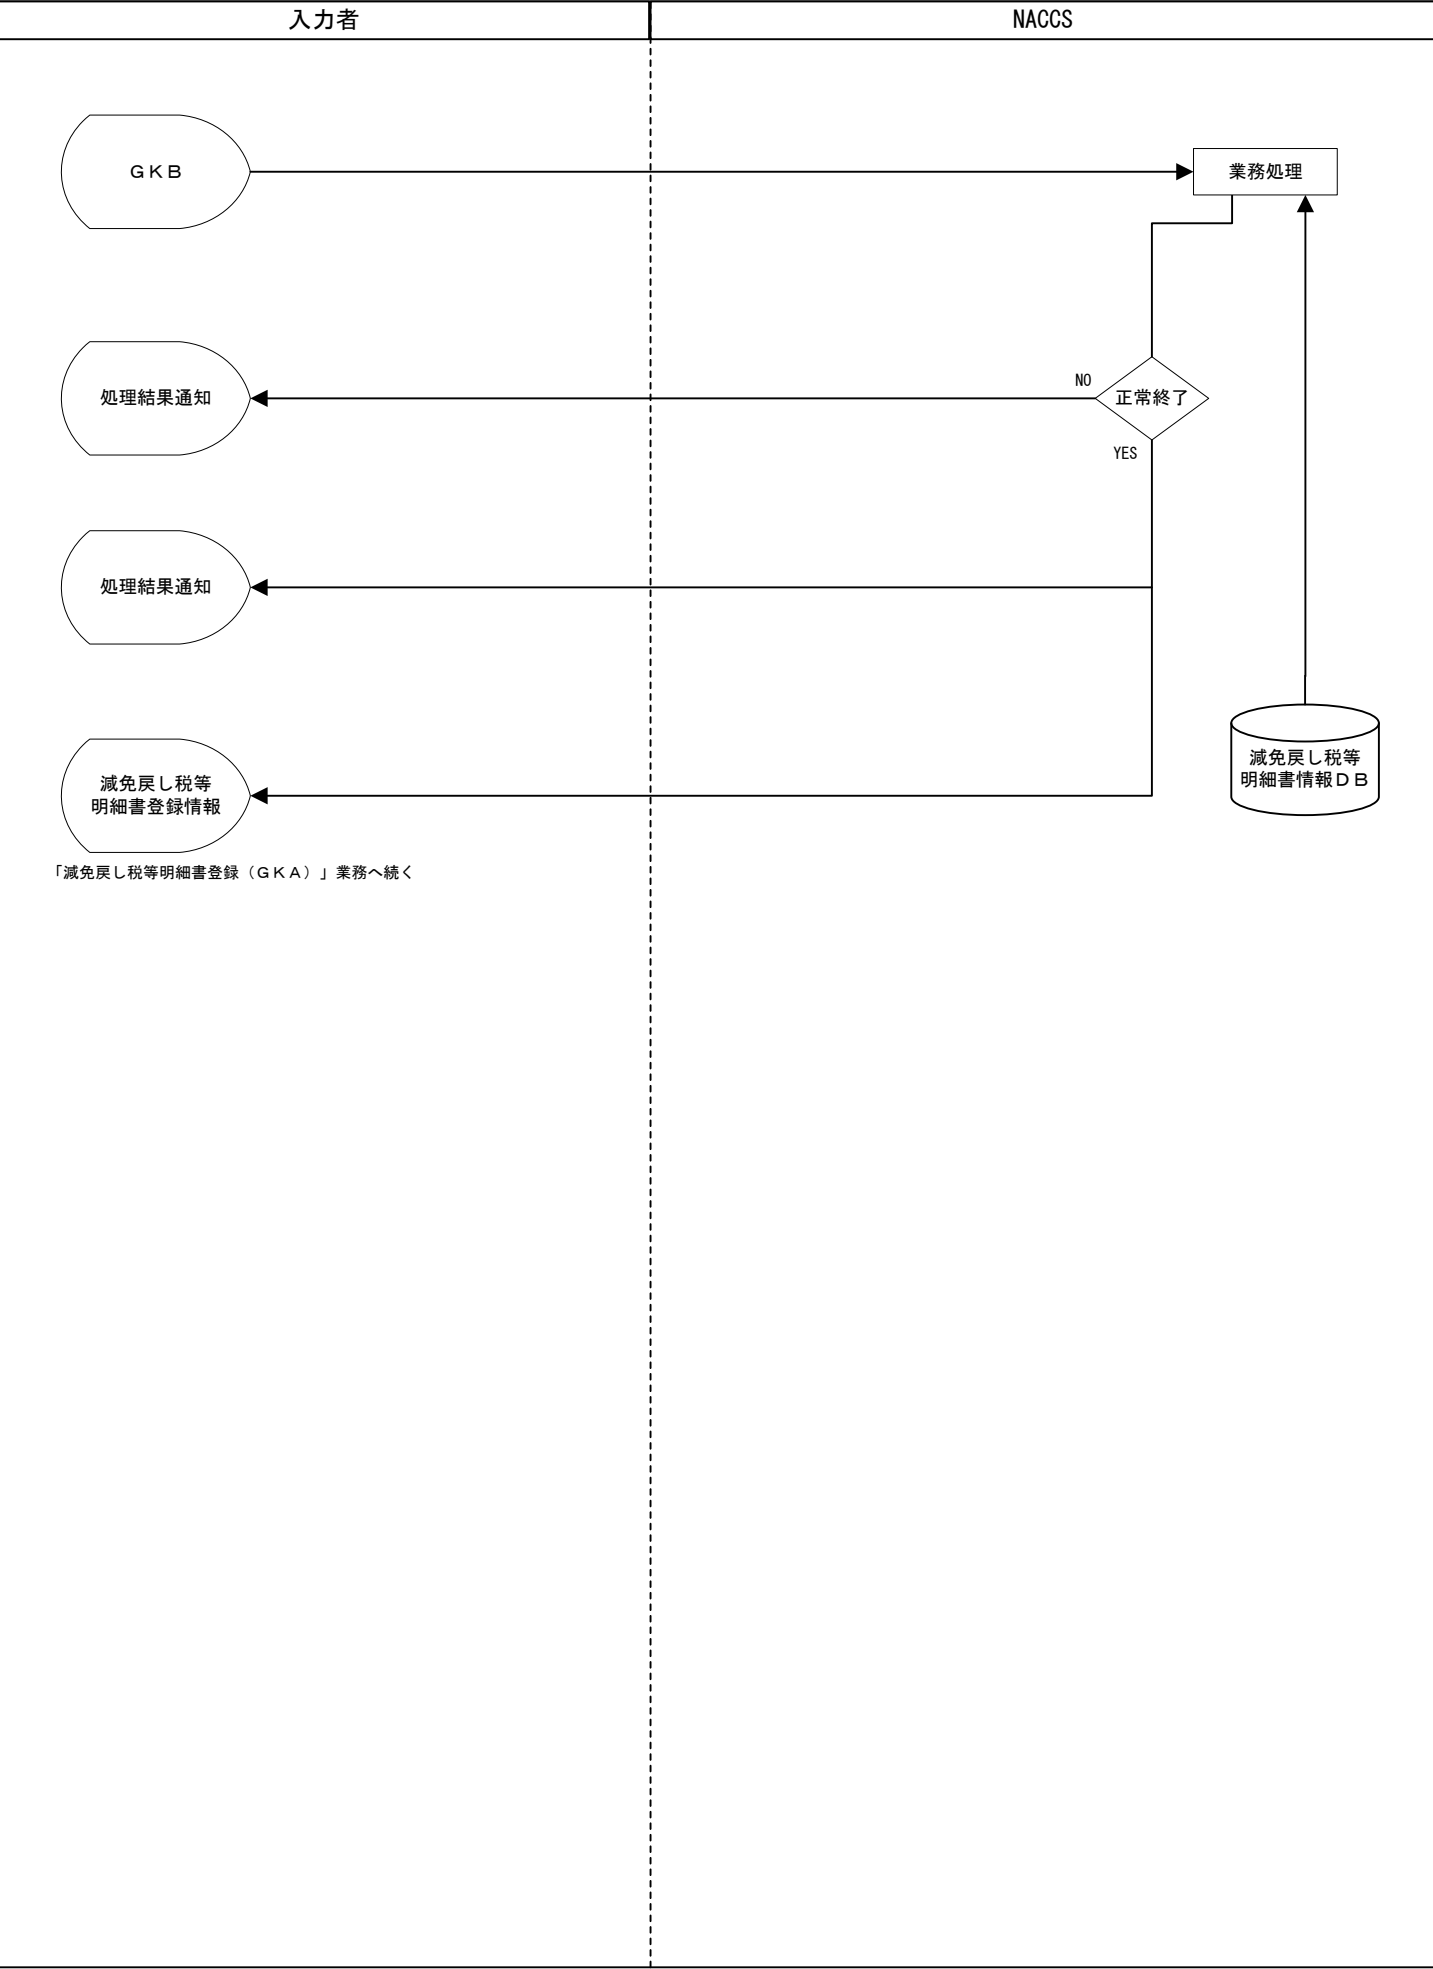 入力者
NACCS
ＧＫＢ
業務処理
NO
処理結果通知
正常終了
YES
処理結果通知
減免戻し税等
明細書登録情報
減免戻し税等
明細書情報ＤＢ
「減免戻し税等明細書登録（ＧＫＡ）」業務へ続く